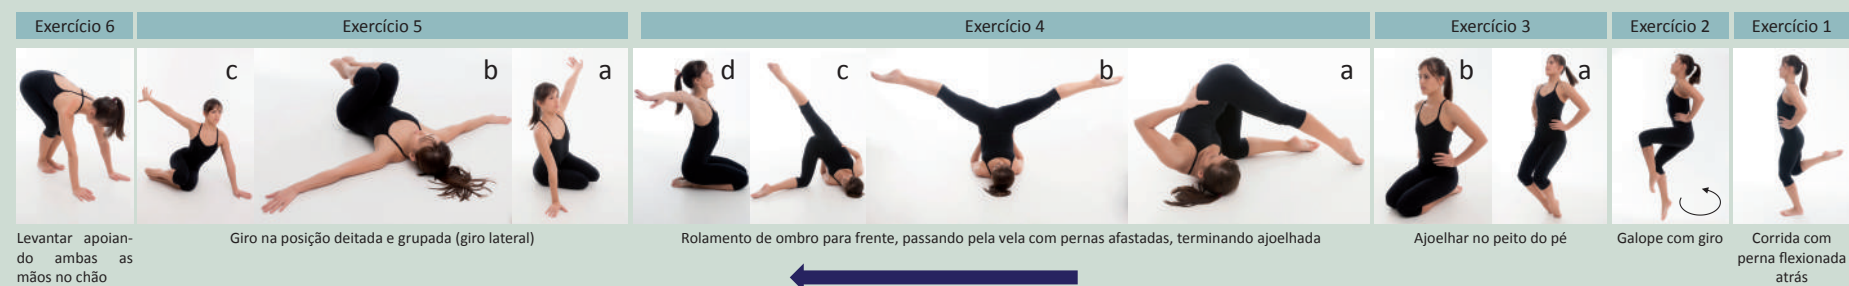 Exercício 6
Exercício 5
Exercício 4
Exercício 3
Exercício 2
Exercício 1
c
b
a
d
c
b
a
b
a
Levantar apoian-
do ambas as
mãos no chão
Giro na posição deitada e grupada (giro lateral)
Rolamento de ombro para frente, passando pela vela com pernas afastadas, terminando ajoelhada
Ajoelhar no peito do pé
Galope com giro
Corrida com
perna flexionada
atrás